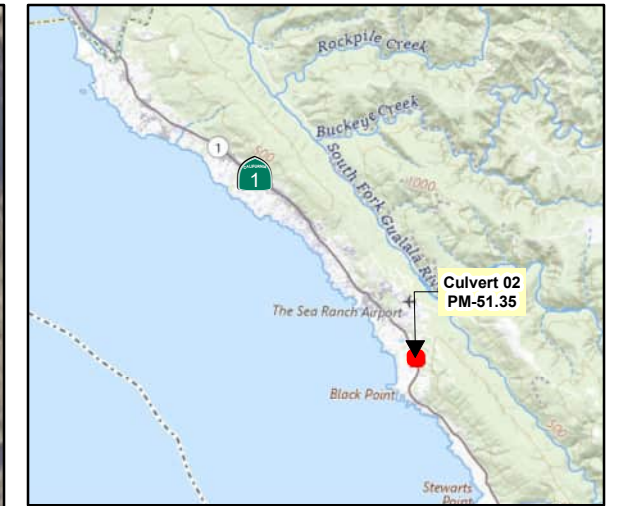 Rockpile Creek
Buckeye Creek
1
500
CALIFORNIA
1
1000
South Fork Gualala River
Culvert 02
PM-51.35
The Sea Ranch Airport
Black Point
500
Stewarts
Point